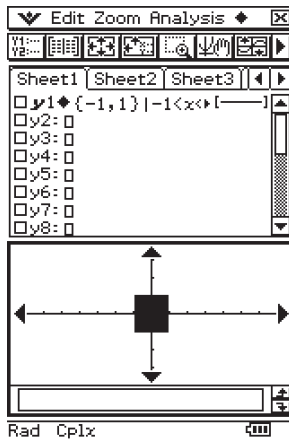 Edit Zoom Analysis ◆
Sheet1 Sheet2 Sheet3
y1◆{-1,1}|-1<x<▸[—]
y2:▯
y3:▯
y4:▯
y5:▯
y6:▯
y7:▯
y8:▯
Rad Cplx